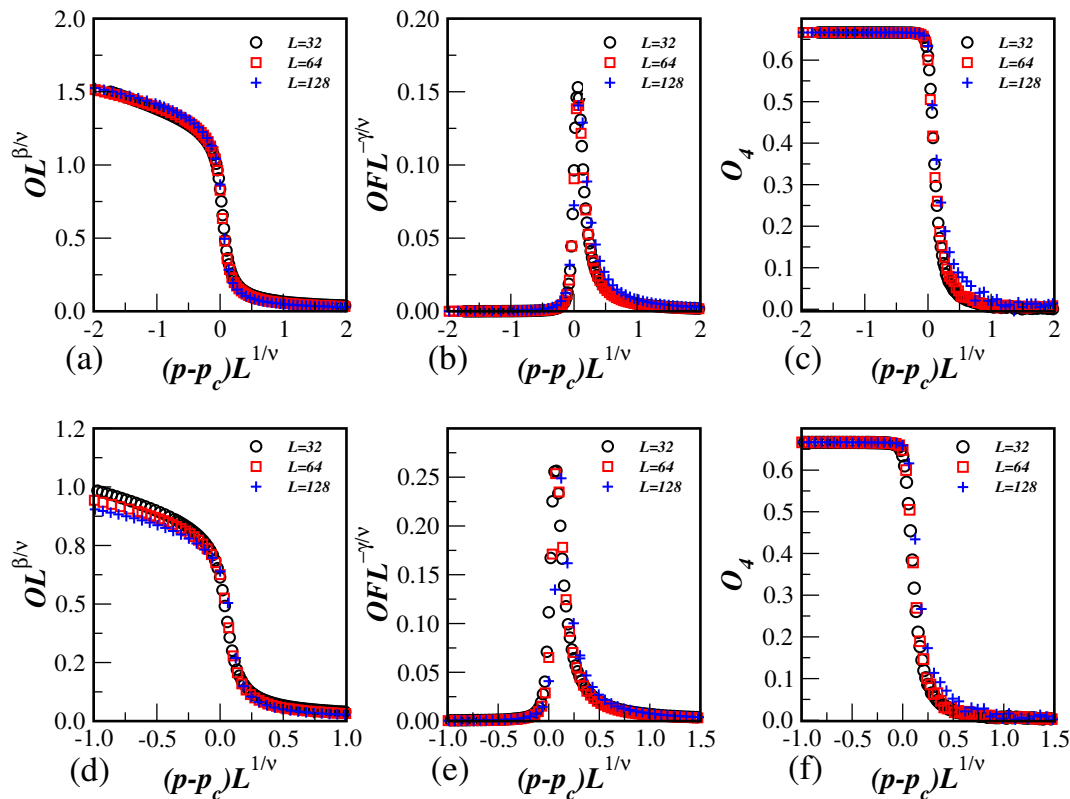 2.0
1.5
1.0
0.5
0.0
-2 -1 0 1 2
OL^β/ν
L=32
L=64
L=128
(a) (p-p_c)L^1/ν
0.20
0.15
0.10
0.05
0.00
-2 -1 0 1 2
OFL^-γ/ν
L=32
L=64
L=128
(b) (p-p_c)L^1/ν
0.6
0.5
0.4
0.3
0.2
0.1
0.0
-2 -1 0 1 2
O_4
L=32
L=64
L=128
(c) (p-p_c)L^1/ν
1.2
1.0
0.8
0.5
0.2
0.0
-1.0 -0.5 0.0 0.5 1.0
OL^β/ν
L=32
L=64
L=128
(d) (p-p_c)L^1/ν
0.25
0.20
0.15
0.10
0.05
0.00
-1.0 -0.5 0.0 0.5 1.0 1.5
OFL^-γ/ν
L=32
L=64
L=128
(e) (p-p_c)L^1/ν
0.6
0.5
0.4
0.3
0.2
0.1
0.0
-1.0 -0.5 0.0 0.5 1.0 1.5
O_4
L=32
L=64
L=128
(f) (p-p_c)L^1/ν